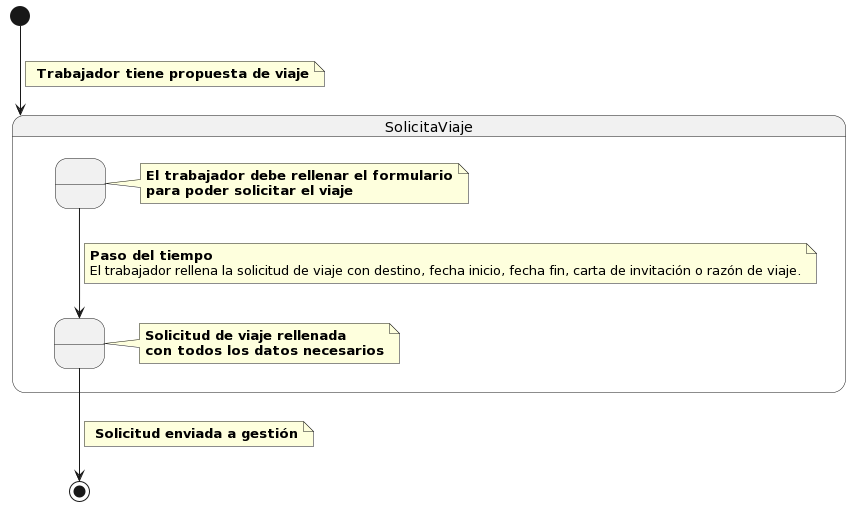 Trabajador tiene propuesta de viaje
SolicitaViaje
El trabajador debe rellenar el formulario
para poder solicitar el viaje
Paso del tiempo
El trabajador rellena la solicitud de viaje con destino, fecha inicio, fecha fin, carta de invitación o razón de viaje.
Solicitud de viaje rellenada
con todos los datos necesarios
Solicitud enviada a gestión